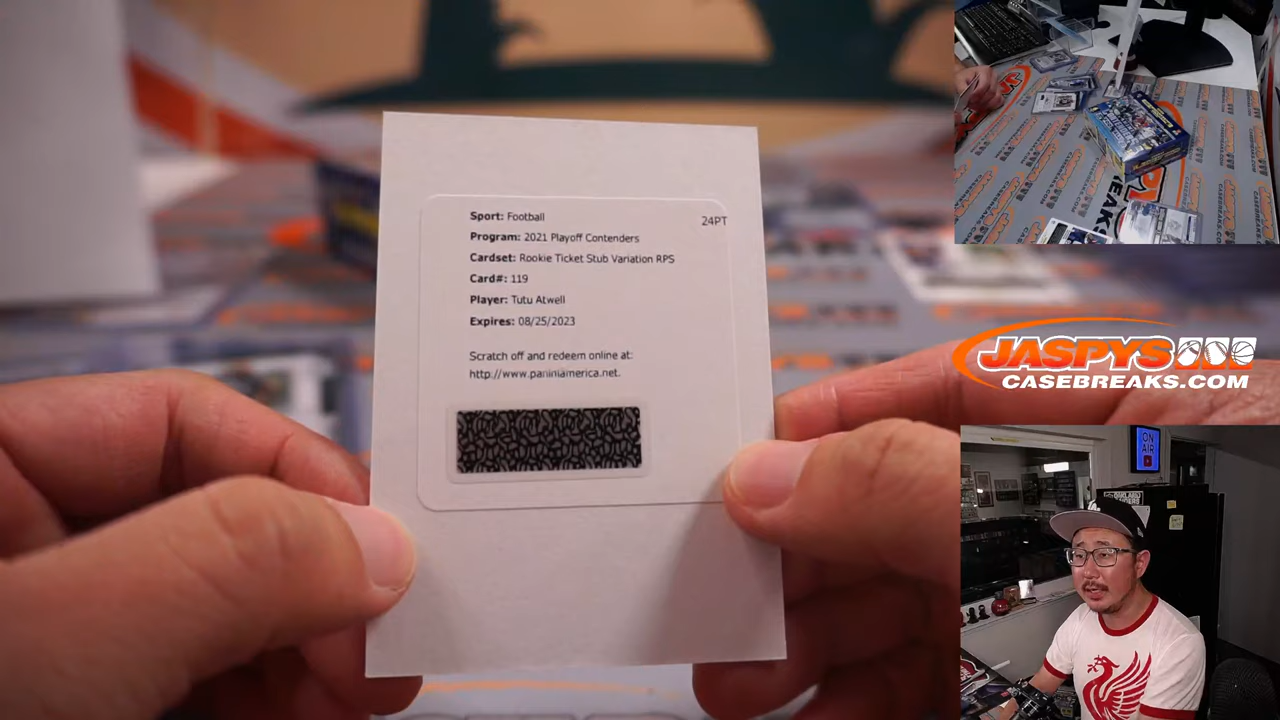 Sport: Football
24PT
Program: 2021 Playoff Contenders
Cardset: Rookie Ticket Stub Variation RPS
Card#: 119
Player: Tutu Atwell
Expires: 08/25/2023
Scratch off and redeem online at:
http://www.paniniamerica.net.
JASPYS
CASEBREAKS.COM
ON
AIR
OAKLAND